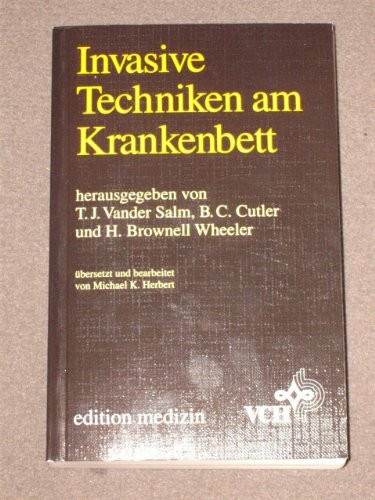 Invasive
Techniken am
Krankenbett
herausgegeben von
T. J. Vander Salm, B. C. Cutler
und H. Brownell Wheeler
übersetzt und bearbeitet
von Michael K. Herbert
edition medizin
VCH